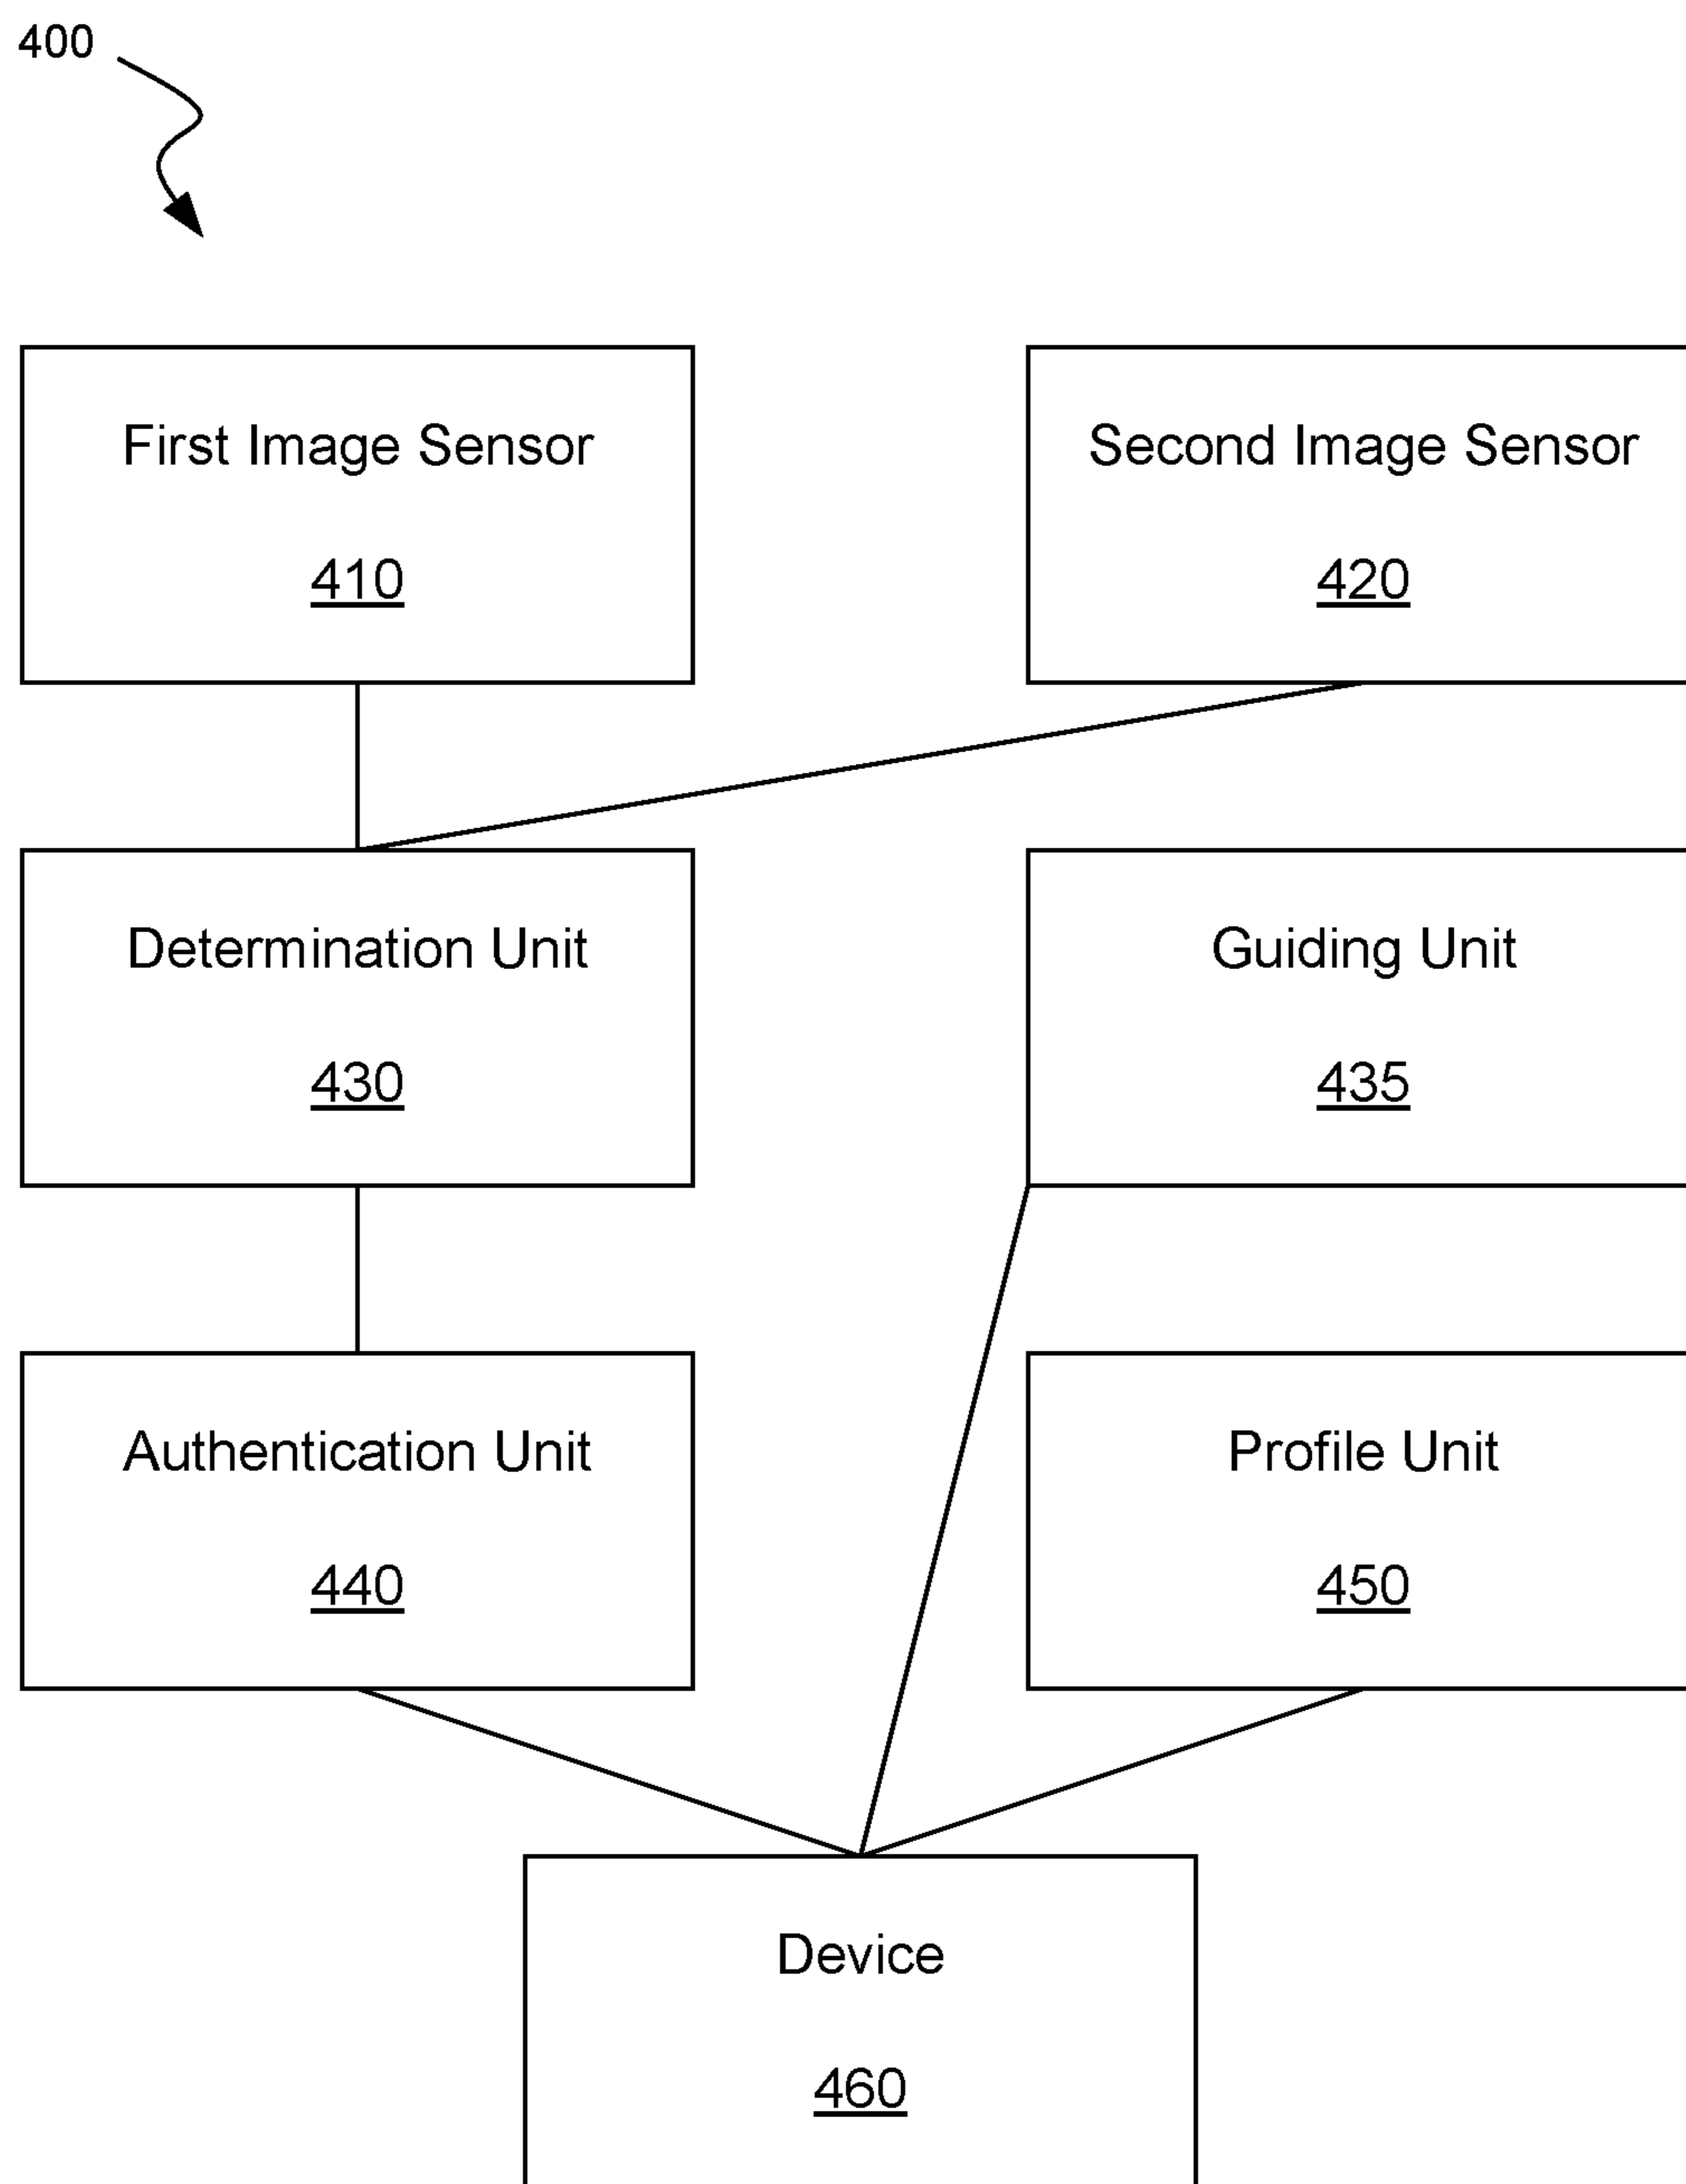 400
First Image Sensor
410
Second Image Sensor
420
Determination Unit
430
Guiding Unit
435
Authentication Unit
440
Profile Unit
450
Device
460